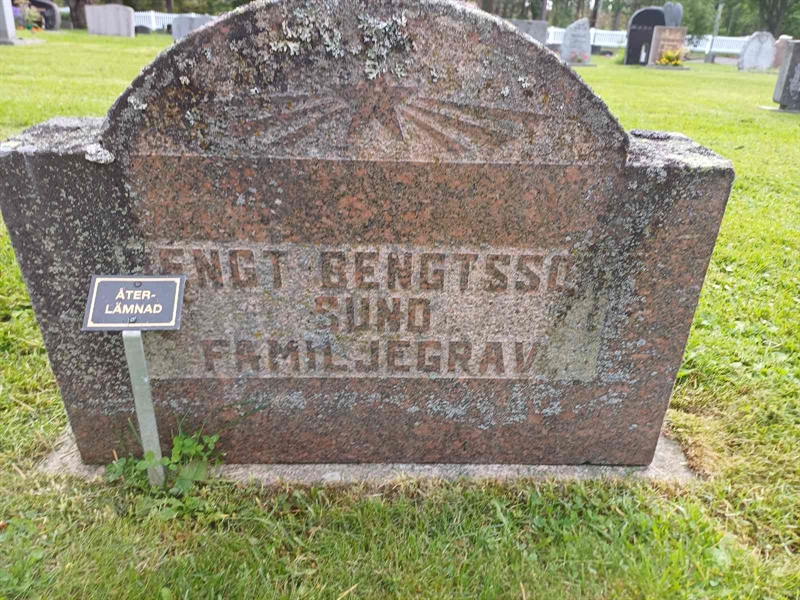 ENGT BENGTSSO
SUND
FAMILJEGRAV
ÅTER-
LÄMNAD